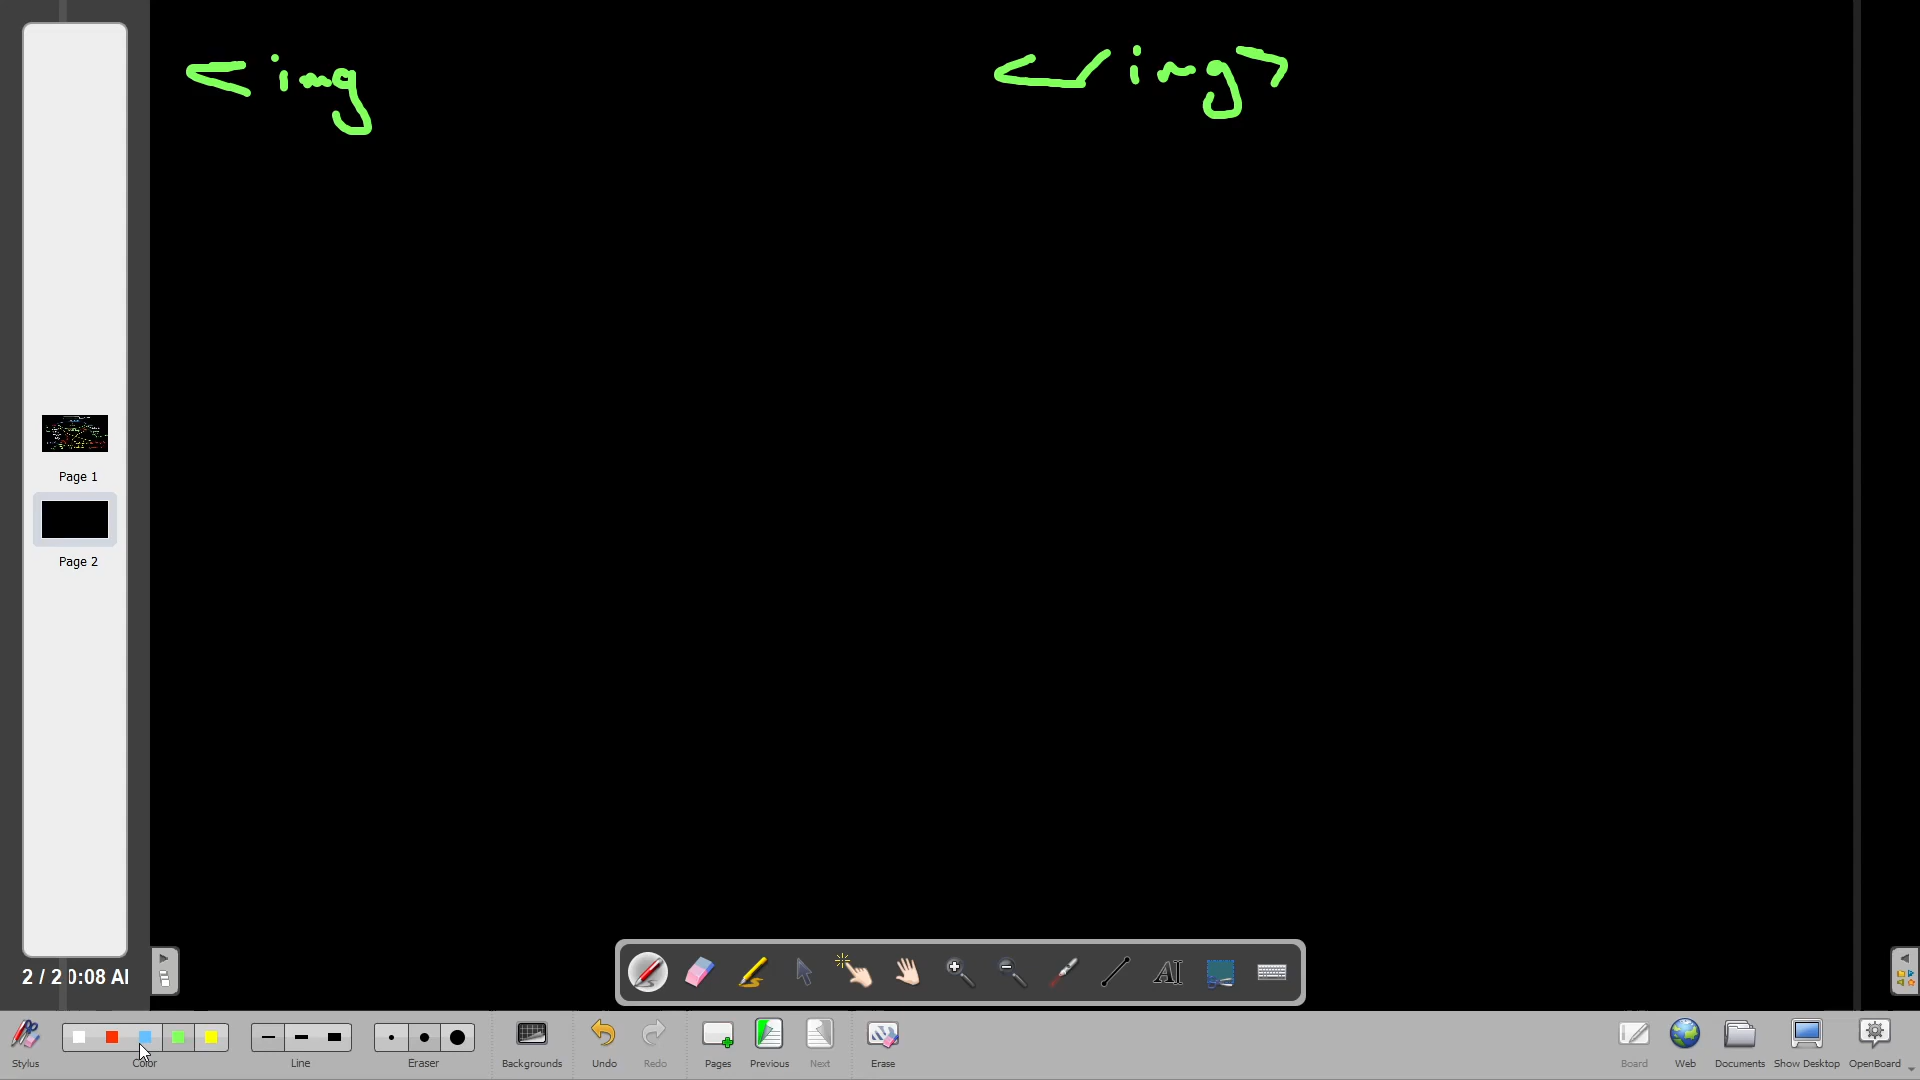 <img </img>
Page 1
Page 2
2 / 2 0:08 Al
Stylus Color Line Eraser Backgrounds Undo Redo Pages Previous Next Erase Board Web Documents Show Desktop OpenBoard